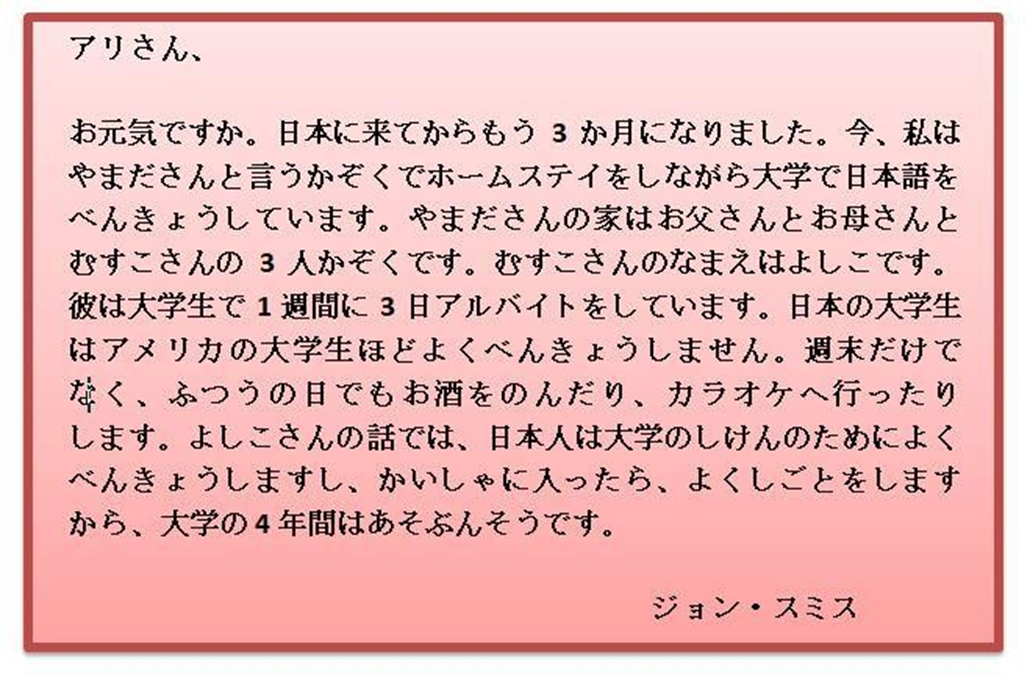 アリさん、
お元気ですか。日本に来てからもう 3 か月になりました。今、私は
やまださんと言うかぞくでホームステイをしながら大学で日本語を
べんきょうしています。やまださんの家はお父さんとお母さんと
むすこさんの 3 人かぞくです。むすこさんのなまえはよしこです。
彼は大学生で 1 週間に 3 日アルバイトをしています。日本の大学生
はアメリカの大学生ほどよくべんきょうしません。週末だけで
なく、ふつうの日でもお酒をのんだり、カラオケへ行ったり
します。よしこさんの話では、日本人は大学のしけんのためによく
べんきょうしますし、かいしゃに入ったら、よくしごとをします
から、大学の 4 年間はあそぶんそうです。
ジョン・スミス